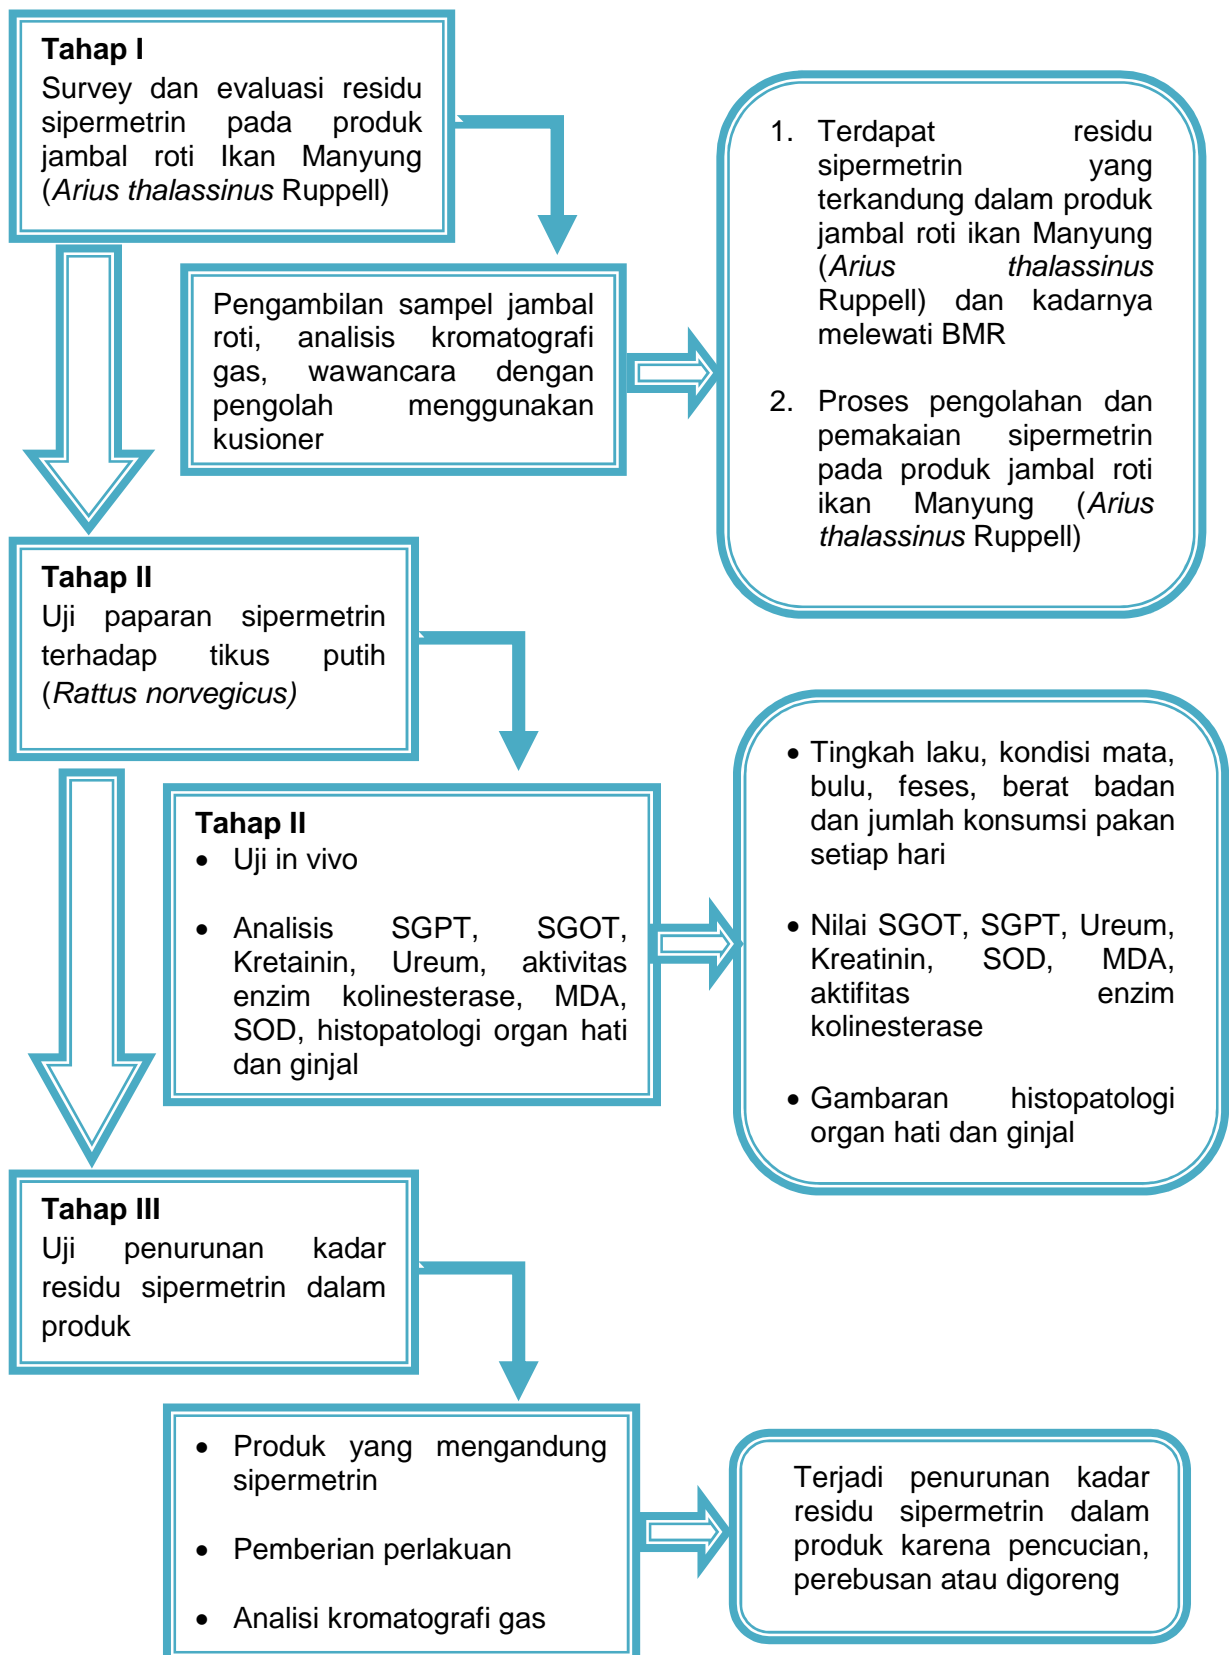 Tahap I
Survey dan evaluasi residu
sipermetrin pada produk
jambal roti Ikan Manyung
(Arius thalassinus Ruppell)
Pengambilan sampel jambal
roti, analisis kromatografi
gas, wawancara dengan
pengolah menggunakan
kusioner
1. Terdapat residu
sipermetrin yang
terkandung dalam produk
jambal roti ikan Manyung
(Arius thalassinus
Ruppell) dan kadarnya
melewati BMR
2. Proses pengolahan dan
pemakaian sipermetrin
pada produk jambal roti
ikan Manyung (Arius
thalassinus Ruppell)
Tahap II
Uji paparan sipermetrin
terhadap tikus putih
(Rattus norvegicus)
Tahap II
• Uji in vivo
• Analisis SGPT, SGOT,
Kretainin, Ureum, aktivitas
enzim kolinesterase, MDA,
SOD, histopatologi organ hati
dan ginjal
• Tingkah laku, kondisi mata,
bulu, feses, berat badan
dan jumlah konsumsi pakan
setiap hari
• Nilai SGOT, SGPT, Ureum,
Kreatinin, SOD, MDA,
aktifitas enzim
kolinesterase
• Gambaran histopatologi
organ hati dan ginjal
Tahap III
Uji penurunan kadar
residu sipermetrin dalam
produk
• Produk yang mengandung
sipermetrin
• Pemberian perlakuan
• Analisi kromatografi gas
Terjadi penurunan kadar
residu sipermetrin dalam
produk karena pencucian,
perebusan atau digoreng